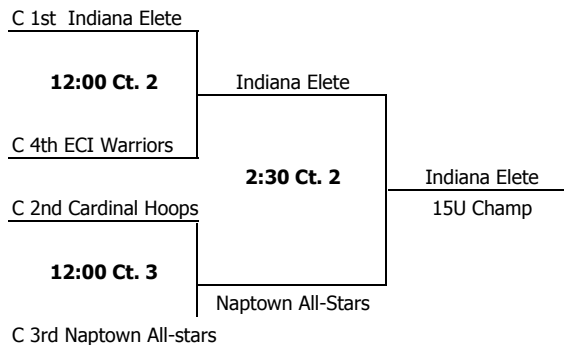 C 1st  Indiana Elete
12:00 Ct. 2
Indiana Elete
C 4th ECI Warriors
2:30 Ct. 2
Indiana Elete
C 2nd Cardinal Hoops
15U Champ
12:00 Ct. 3
Naptown All-Stars
C 3rd Naptown All-stars